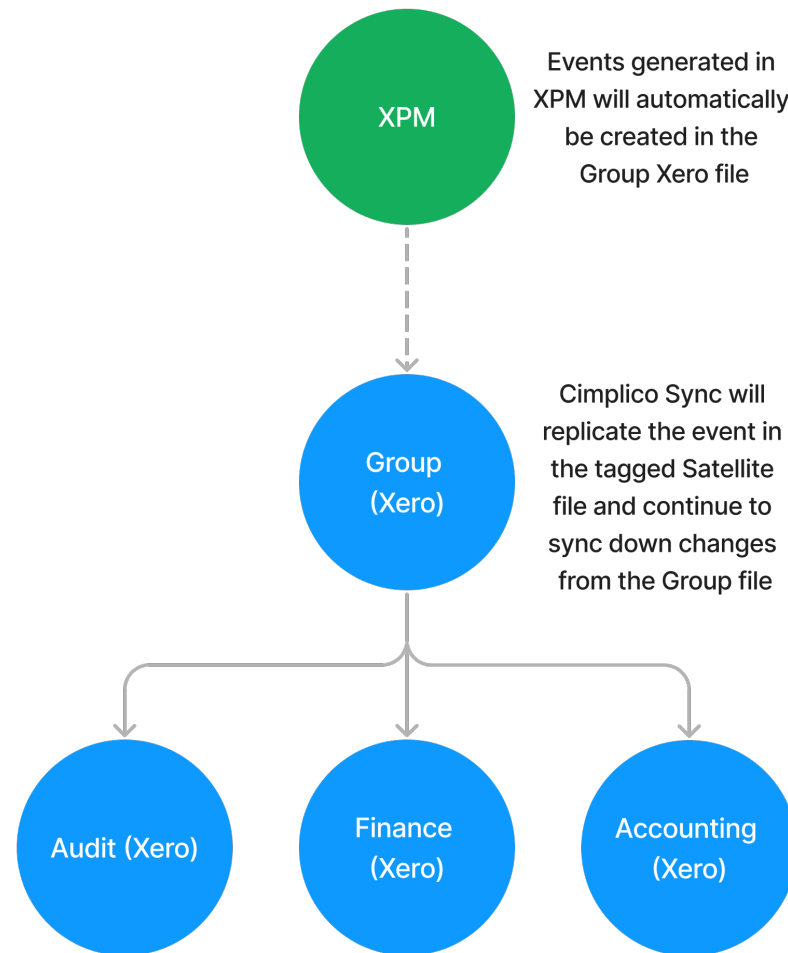 XPM
Events generated in
XPM will automatically
be created in the
Group Xero file
Group
(Xero)
Cimplico Sync will
replicate the event in
the tagged Satellite
file and continue to
sync down changes
from the Group file
Audit (Xero)
Finance
(Xero)
Accounting
(Xero)